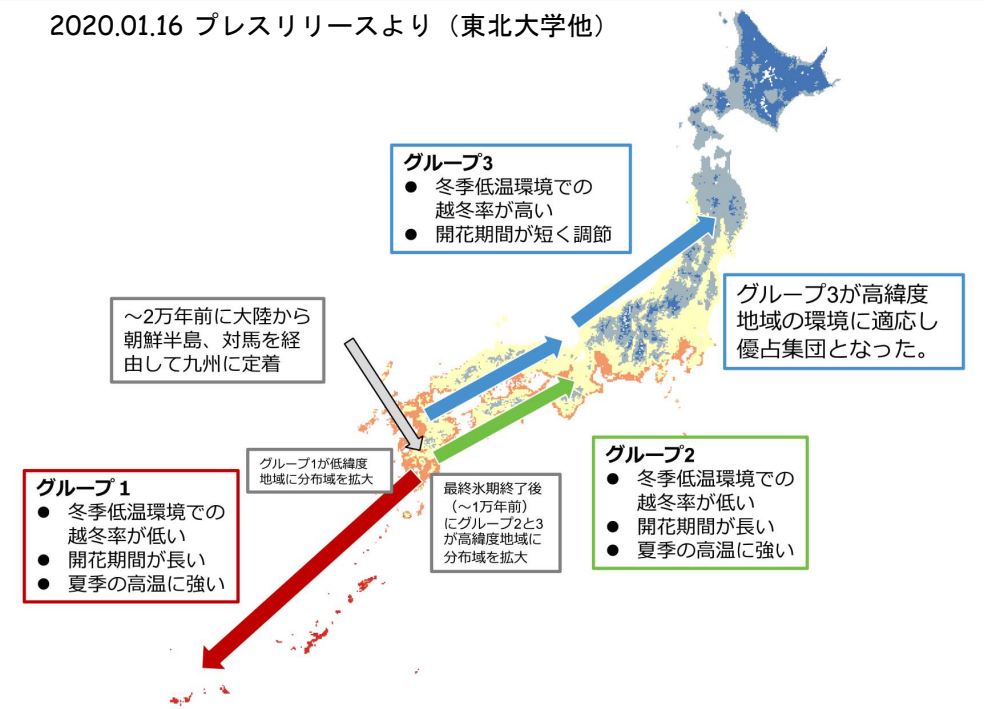 2020.01.16 プレスリリースより（東北大学他）
グループ3
● 冬季低温環境での
越冬率が高い
● 開花期間が短く調節
グループ3が高緯度
地域の環境に適応し
優占集団となった。
～2万年前に大陸から
朝鮮半島、対馬を経
由して九州に定着
グループ1が低緯度
地域に分布域を拡大
グループ１
● 冬季低温環境での
越冬率が低い
● 開花期間が長い
● 夏季の高温に強い
最終氷期終了後
（～1万年前）
にグループ2と3
が高緯度地域に
分布域を拡大
グループ2
● 冬季低温環境での
越冬率が低い
● 開花期間が長い
● 夏季の高温に強い